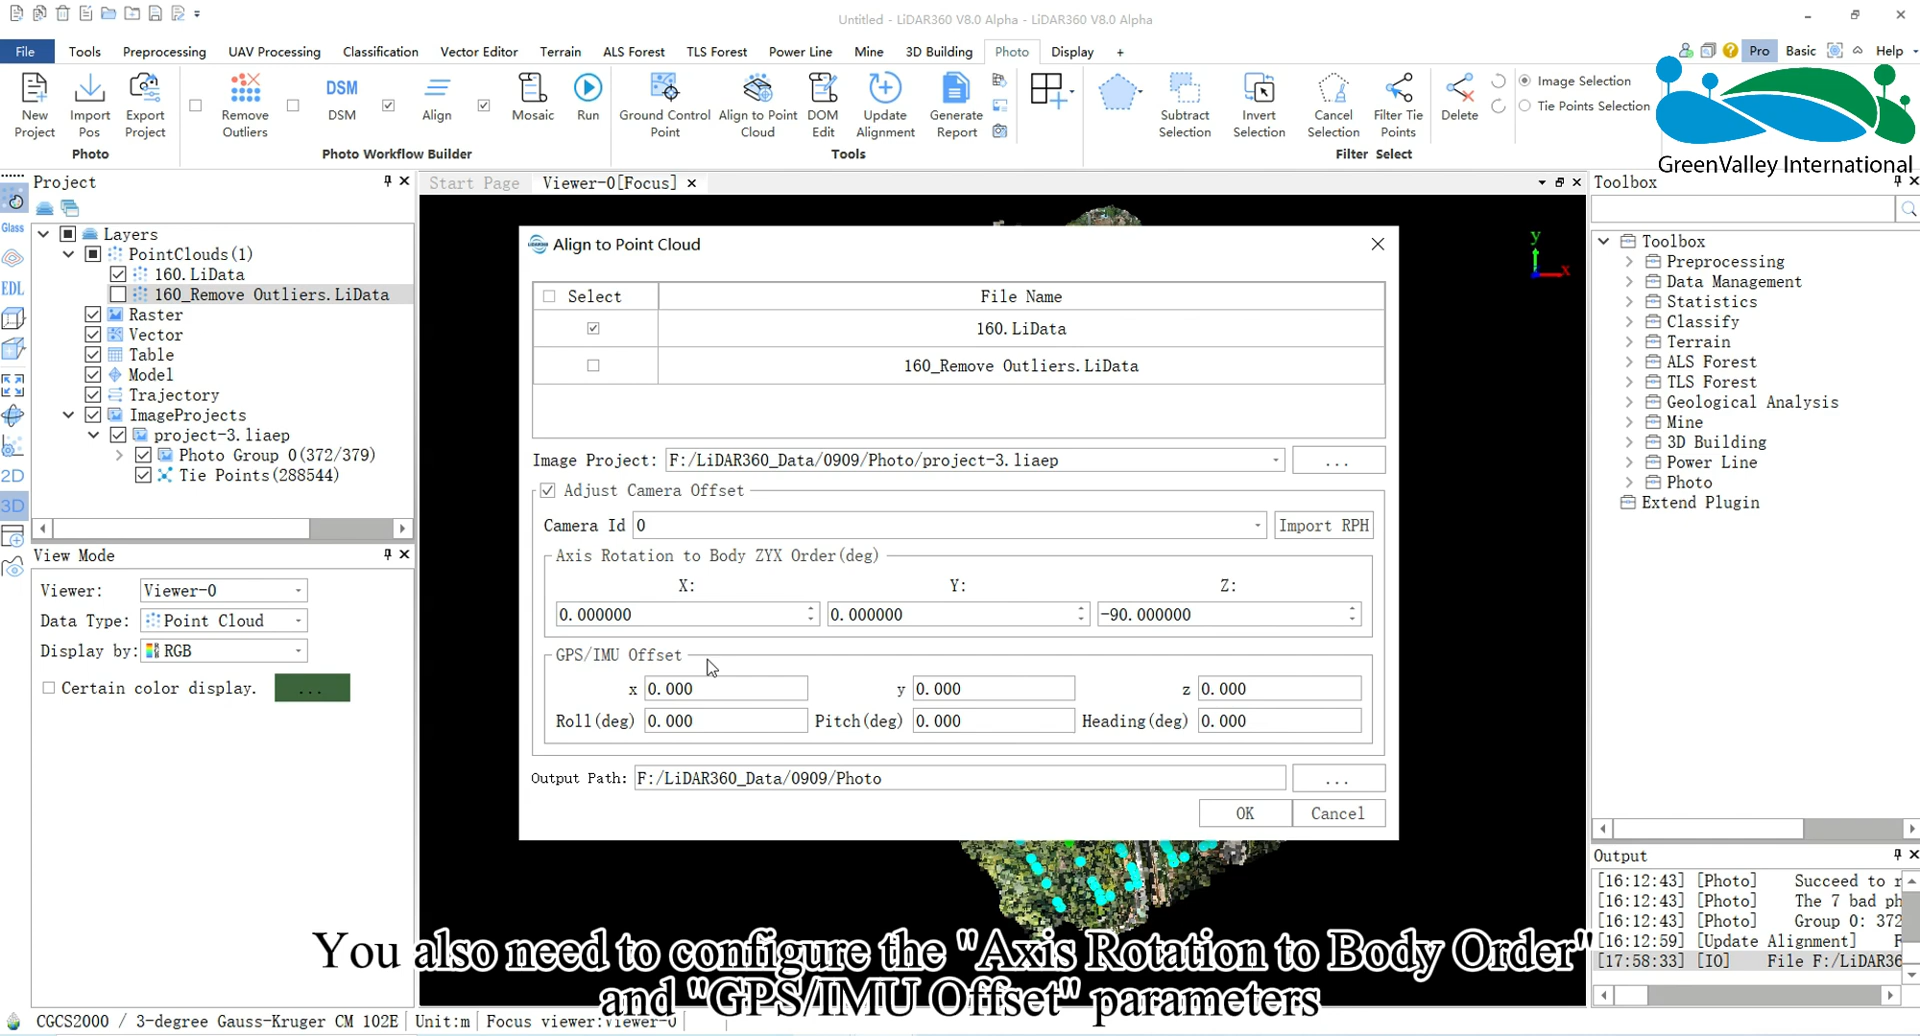 Untitled - LiDAR360 V8.0 Alpha - LiDAR360 V8.0 Alpha
File Tools Preprocessing UAV Processing Classification Vector Editor Terrain ALS Forest TLS Forest Power Line Mine 3D Building Photo Display + Pro Basic Help
New Project Import Pos Export Project Remove Outliers DSM Align Mosaic Run Ground Control Point Align to Point Cloud DOM Edit Update Alignment Generate Report Subtract Selection Invert Selection Cancel Selection Filter Tie Points Delete
Image Selection
Tie Points Selection
Photo Photo Workflow Builder Tools Filter Select
GreenValley International
Project
Start Page Viewer-0[Focus]
Toolbox
Glass
EDL
2D
3D
Layers
PointClouds(1)
160.LiData
160_Remove Outliers.LiData
Raster
Vector
Table
Model
Trajectory
ImageProjects
project-3.liaep
Photo Group 0(372/379)
Tie Points(288544)
View Mode
Viewer: Viewer-0
Data Type: Point Cloud
Display by: RGB
Certain color display. ...
y
x
Align to Point Cloud
Select File Name
160.LiData
160_Remove Outliers.LiData
Image Project: F:/LiDAR360_Data/0909/Photo/project-3.liaep ...
Adjust Camera Offset
Camera Id 0 Import RPH
Axis Rotation to Body ZYX Order(deg)
X: Y: Z:
0.000000 0.000000 -90.000000
GPS/IMU Offset
x 0.000 y 0.000 z 0.000
Roll(deg) 0.000 Pitch(deg) 0.000 Heading(deg) 0.000
Output Path: F:/LiDAR360_Data/0909/Photo ...
OK Cancel
Toolbox
Preprocessing
Data Management
Statistics
Classify
Terrain
ALS Forest
TLS Forest
Geological Analysis
Mine
3D Building
Power Line
Photo
Extend Plugin
Output
[16:12:43] [Photo] Succeed to r
[16:12:43] [Photo] The 7 bad ph
[16:12:43] [Photo] Group 0: 372
[16:12:59] [Update Alignment] F
[17:58:33] [IO] File F:/LiDAR36
You also need to configure the "Axis Rotation to Body Order"
and "GPS/IMU Offset" parameters
CGCS2000 / 3-degree Gauss-Kruger CM 102E Unit:m Focus viewer:Viewer-0